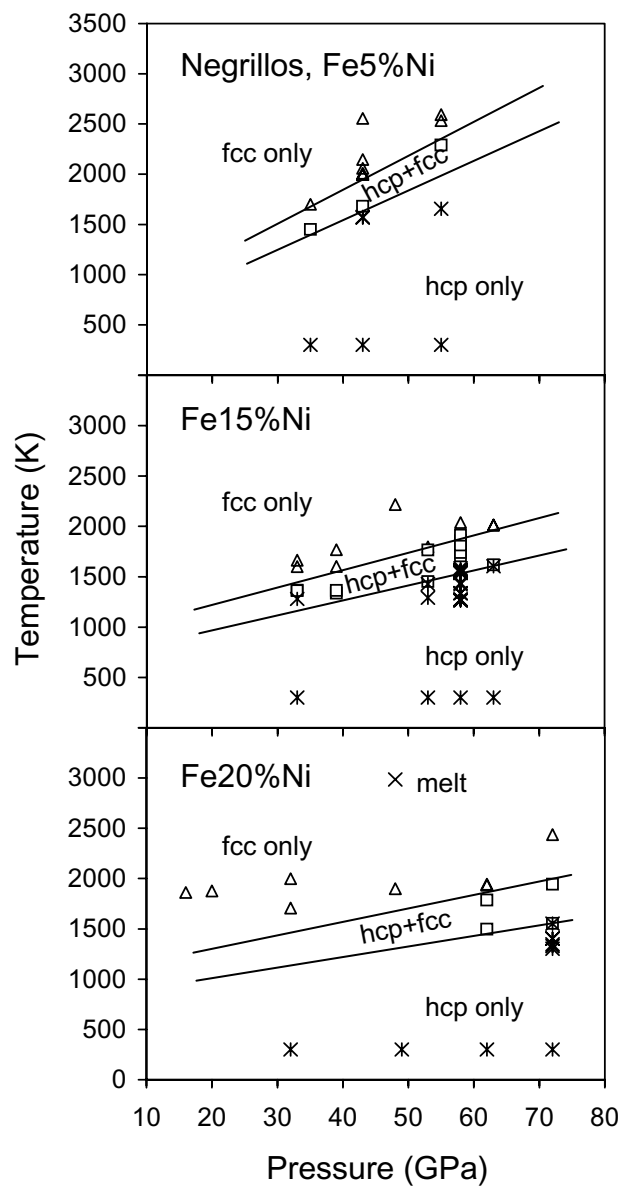 3500
3000
2500
2000
1500
1000
500
Negrillos, Fe5%Ni
fcc only
hcp+fcc
hcp only
3000
2500
2000
1500
1000
500
Fe15%Ni
fcc only
hcp+fcc
hcp only
Temperature (K)
3000
2500
2000
1500
1000
500
0
Fe20%Ni
melt
fcc only
hcp+fcc
hcp only
10 20 30 40 50 60 70 80
Pressure (GPa)